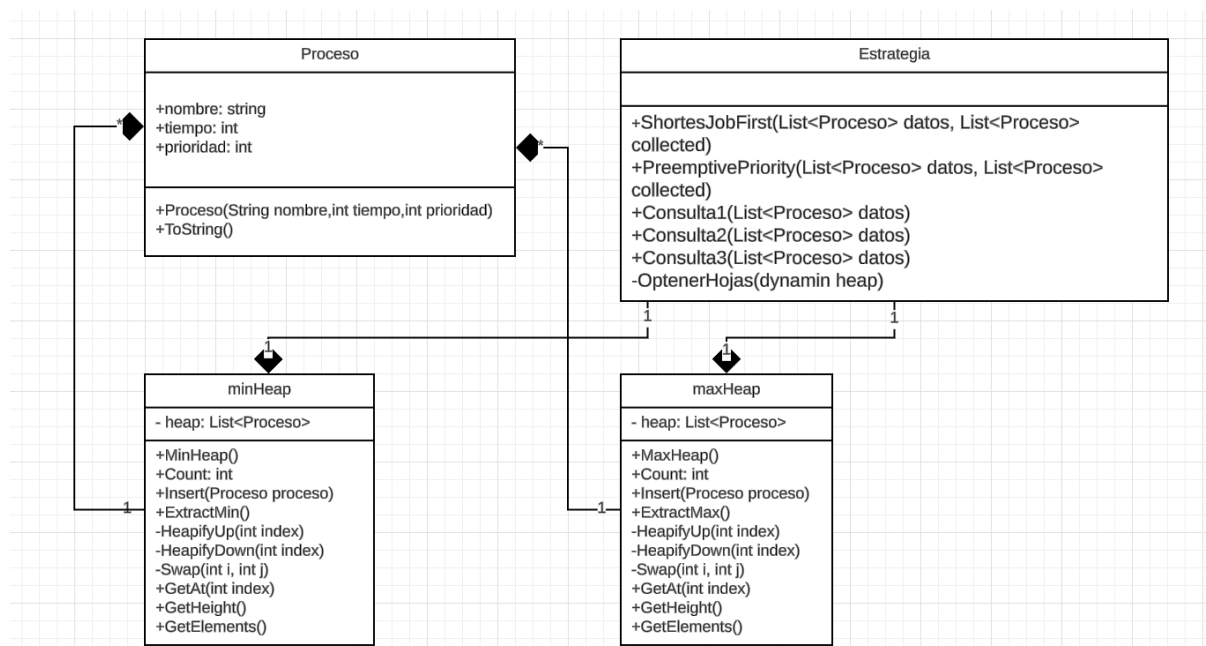 Proceso
+nombre: string
+tiempo: int
+prioridad: int
+Proceso(String nombre,int tiempo,int prioridad)
+ToString()
Estrategia
+ShortesJobFirst(List<Proceso> datos, List<Proceso>
collected)
+PreemptivePriority(List<Proceso> datos, List<Proceso>
collected)
+Consulta1(List<Proceso> datos)
+Consulta2(List<Proceso> datos)
+Consulta3(List<Proceso> datos)
-OptenerHojas(dynamin heap)
*
*
1
1
1
1
minHeap
- heap: List<Proceso>
+MinHeap()
+Count: int
+Insert(Proceso proceso)
+ExtractMin()
-HeapifyUp(int index)
-HeapifyDown(int index)
-Swap(int i, int j)
+GetAt(int index)
+GetHeight()
+GetElements()
1
maxHeap
- heap: List<Proceso>
+MaxHeap()
+Count: int
+Insert(Proceso proceso)
+ExtractMax()
-HeapifyUp(int index)
-HeapifyDown(int index)
-Swap(int i, int j)
+GetAt(int index)
+GetHeight()
+GetElements()
1